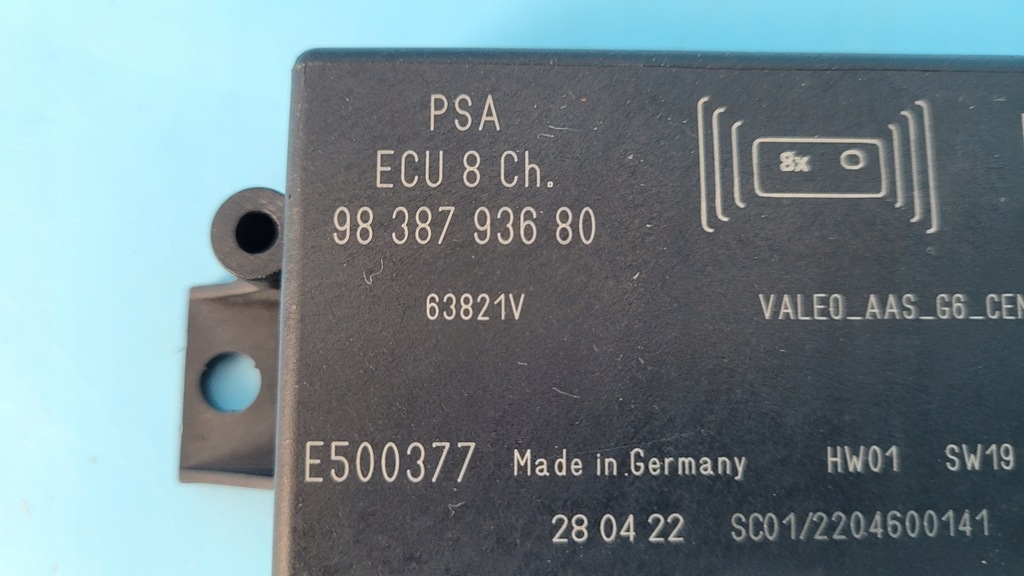 PSA
ECU 8 Ch.
98 387 936 80
8x
63821V
VALEO_AAS_G6_CEN
E500377 Made in Germany HW01 SW19
28 04 22 SC01/2204600141